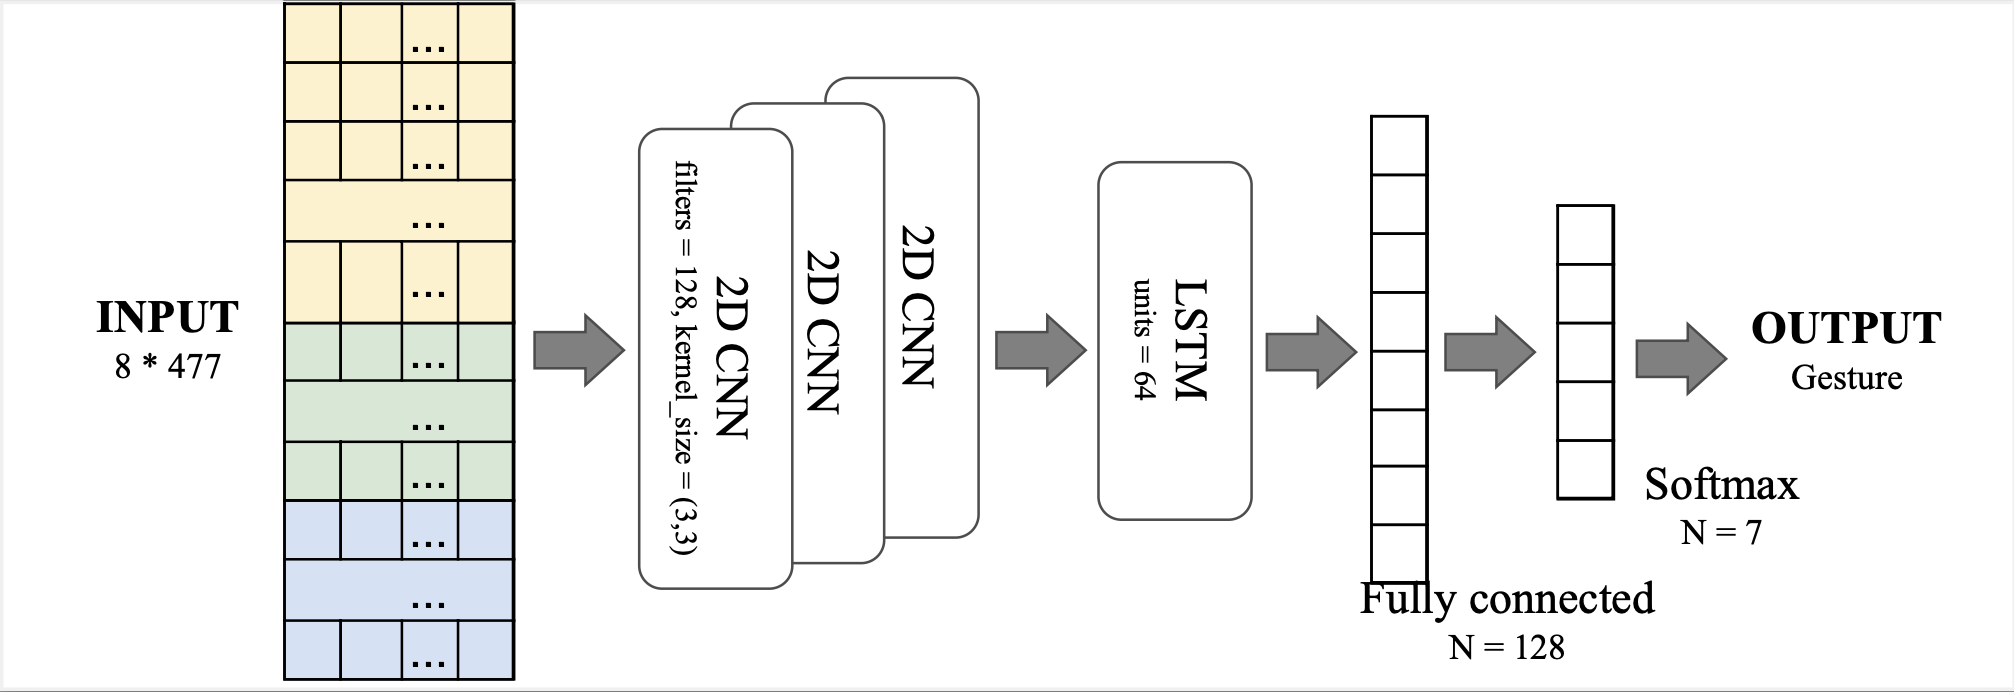 INPUT
8 * 477
...
...
...
...
...
...
...
...
...
...
...
2D CNN
filters = 128, kernel_size = (3,3)
2D CNN
2D CNN
LSTM
units = 64
Fully connected
N = 128
Softmax
N = 7
OUTPUT
Gesture